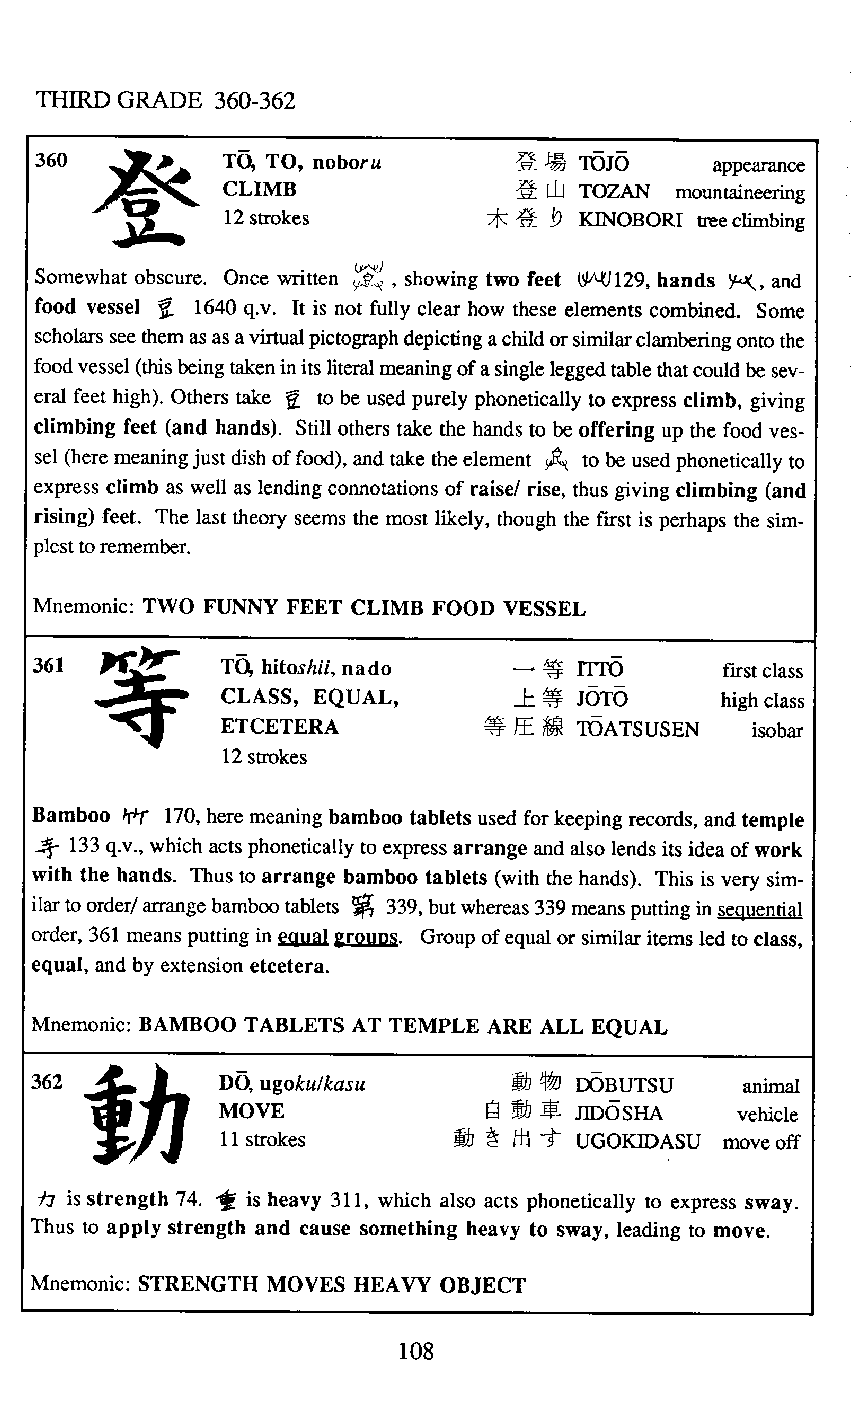 THIRD GRADE 360-362
360 登 TŌ, TO, noboru 登場 TŌJŌ appearance
CLIMB 登山 TOZAN mountaineering
12 strokes 木登り KINOBORI tree climbing
Somewhat obscure. Once written , showing two feet 129, hands , and
food vessel 豆 1640 q.v. It is not fully clear how these elements combined. Some
scholars see them as as a virtual pictograph depicting a child or similar clambering onto the
food vessel (this being taken in its literal meaning of a single legged table that could be sev-
eral feet high). Others take 豆 to be used purely phonetically to express climb, giving
climbing feet (and hands). Still others take the hands to be offering up the food ves-
sel (here meaning just dish of food), and take the element to be used phonetically to
express climb as well as lending connotations of raise/ rise, thus giving climbing (and
rising) feet. The last theory seems the most likely, though the first is perhaps the sim-
plest to remember.
Mnemonic: TWO FUNNY FEET CLIMB FOOD VESSEL
361 等 TŌ, hitoshii, nado 一等 ITTŌ first class
CLASS, EQUAL, 上等 JŌTŌ high class
ETCETERA 等圧線 TŌATSUSEN isobar
12 strokes
Bamboo 竹 170, here meaning bamboo tablets used for keeping records, and temple
寺 133 q.v., which acts phonetically to express arrange and also lends its idea of work
with the hands. Thus to arrange bamboo tablets (with the hands). This is very sim-
ilar to order/ arrange bamboo tablets 第 339, but whereas 339 means putting in sequential
order, 361 means putting in equal groups. Group of equal or similar items led to class,
equal, and by extension etcetera.
Mnemonic: BAMBOO TABLETS AT TEMPLE ARE ALL EQUAL
362 動 DŌ, ugoku/kasu 動物 DŌBUTSU animal
MOVE 自動車 JIDŌSHA vehicle
11 strokes 動き出す UGOKIDASU move off
力 is strength 74. 重 is heavy 311, which also acts phonetically to express sway.
Thus to apply strength and cause something heavy to sway, leading to move.
Mnemonic: STRENGTH MOVES HEAVY OBJECT
108